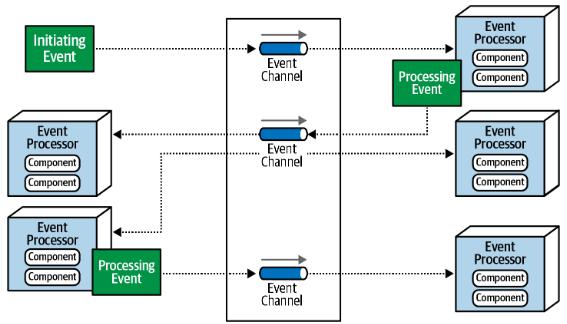 Initiating
Event
Event
Channel
Event
Processor
Component
Component
Processing
Event
Event
Processor
Component
Component
Event
Channel
Event
Processor
Component
Component
Event
Processor
Component
Component
Processing
Event
Event
Channel
Event
Processor
Component
Component